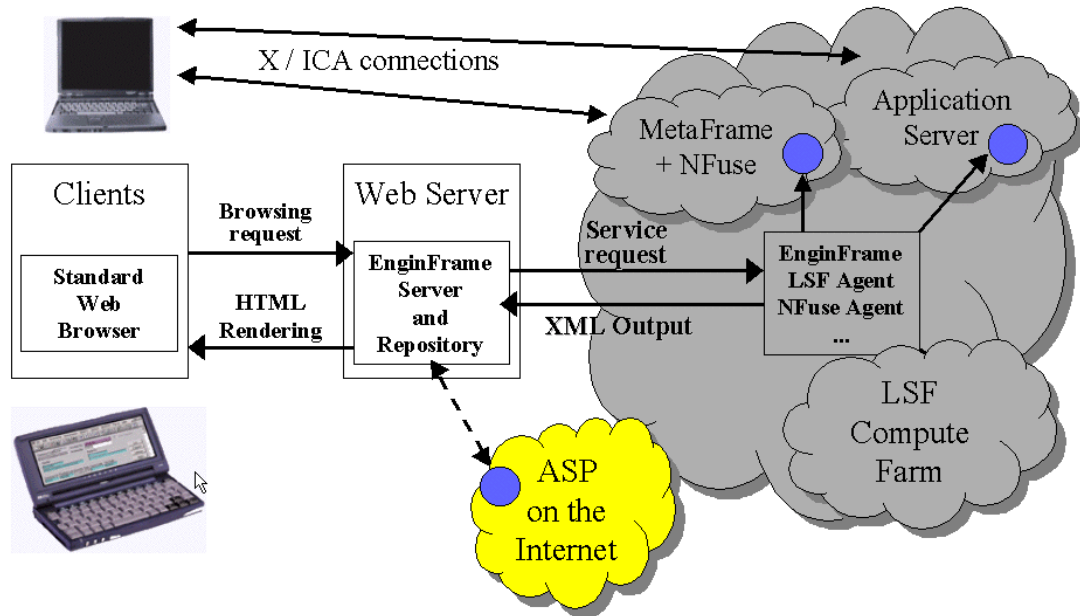 X / ICA connections
MetaFrame
+ NFuse
Application
Server
Clients
Standard
Web
Browser
Browsing
request
HTML
Rendering
Web Server
EnginFrame
Server
and
Repository
Service
request
XML Output
EnginFrame
LSF Agent
NFuse Agent
...
LSF
Compute
Farm
ASP
on the
Internet